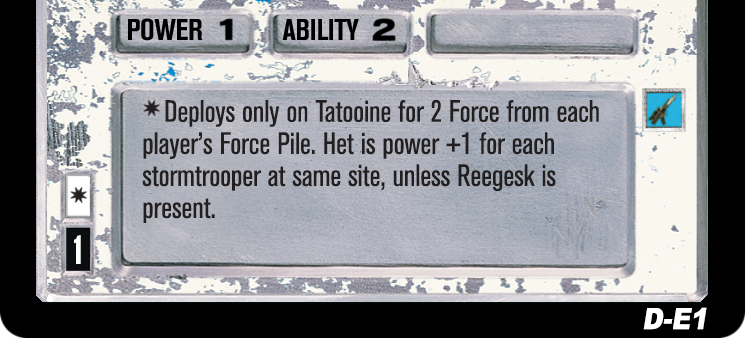 POWER 1 ABILITY 2
✷ Deploys only on Tatooine for 2 Force from each
player's Force Pile. Het is power +1 for each
stormtrooper at same site, unless Reegesk is
present.
✷
1
D-E1